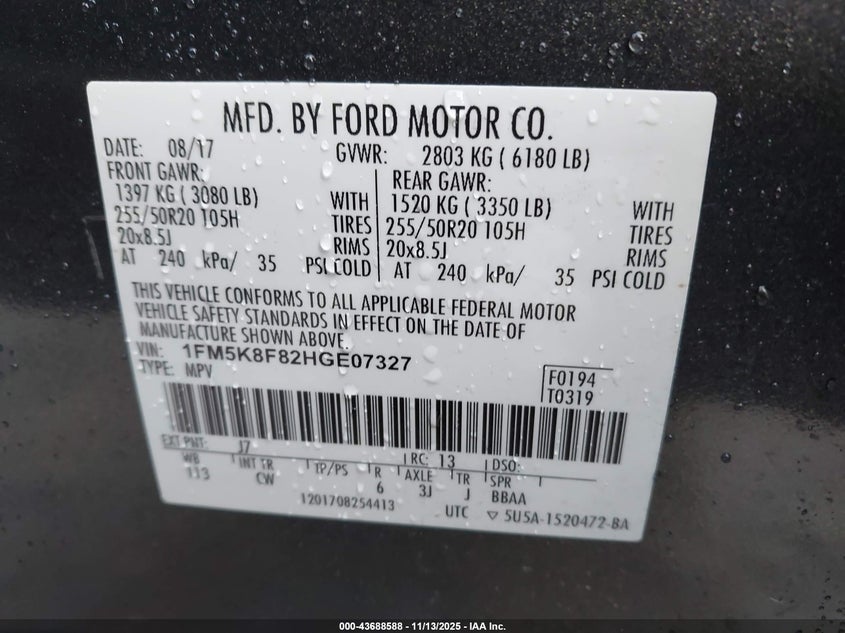 MFD. BY FORD MOTOR CO.
DATE: 08/17 GVWR: 2803 KG ( 6180 LB)
FRONT GAWR: REAR GAWR:
1397 KG ( 3080 LB) WITH 1520 KG ( 3350 LB) WITH
255/50R20 105H TIRES 255/50R20 105H TIRES
20x8.5J RIMS 20x8.5J RIMS
AT 240 kPa/ 35 PSI COLD AT 240 kPa/ 35 PSI COLD
THIS VEHICLE CONFORMS TO ALL APPLICABLE FEDERAL MOTOR
VEHICLE SAFETY STANDARDS IN EFFECT ON THE DATE OF
MANUFACTURE SHOWN ABOVE.
VIN: 1FM5K8F82HGE07327
TYPE: MPV
F0194
T0319
EXT PNT: J7 RC: 13 DSO:
WB INT TR TP/PS R AXLE TR SPR
113 CW 6 3J J BBAA
1201708254413 UTC ▽ 5U5A-1520472-BA
000-43688588 - 11/13/2025 - IAA Inc.